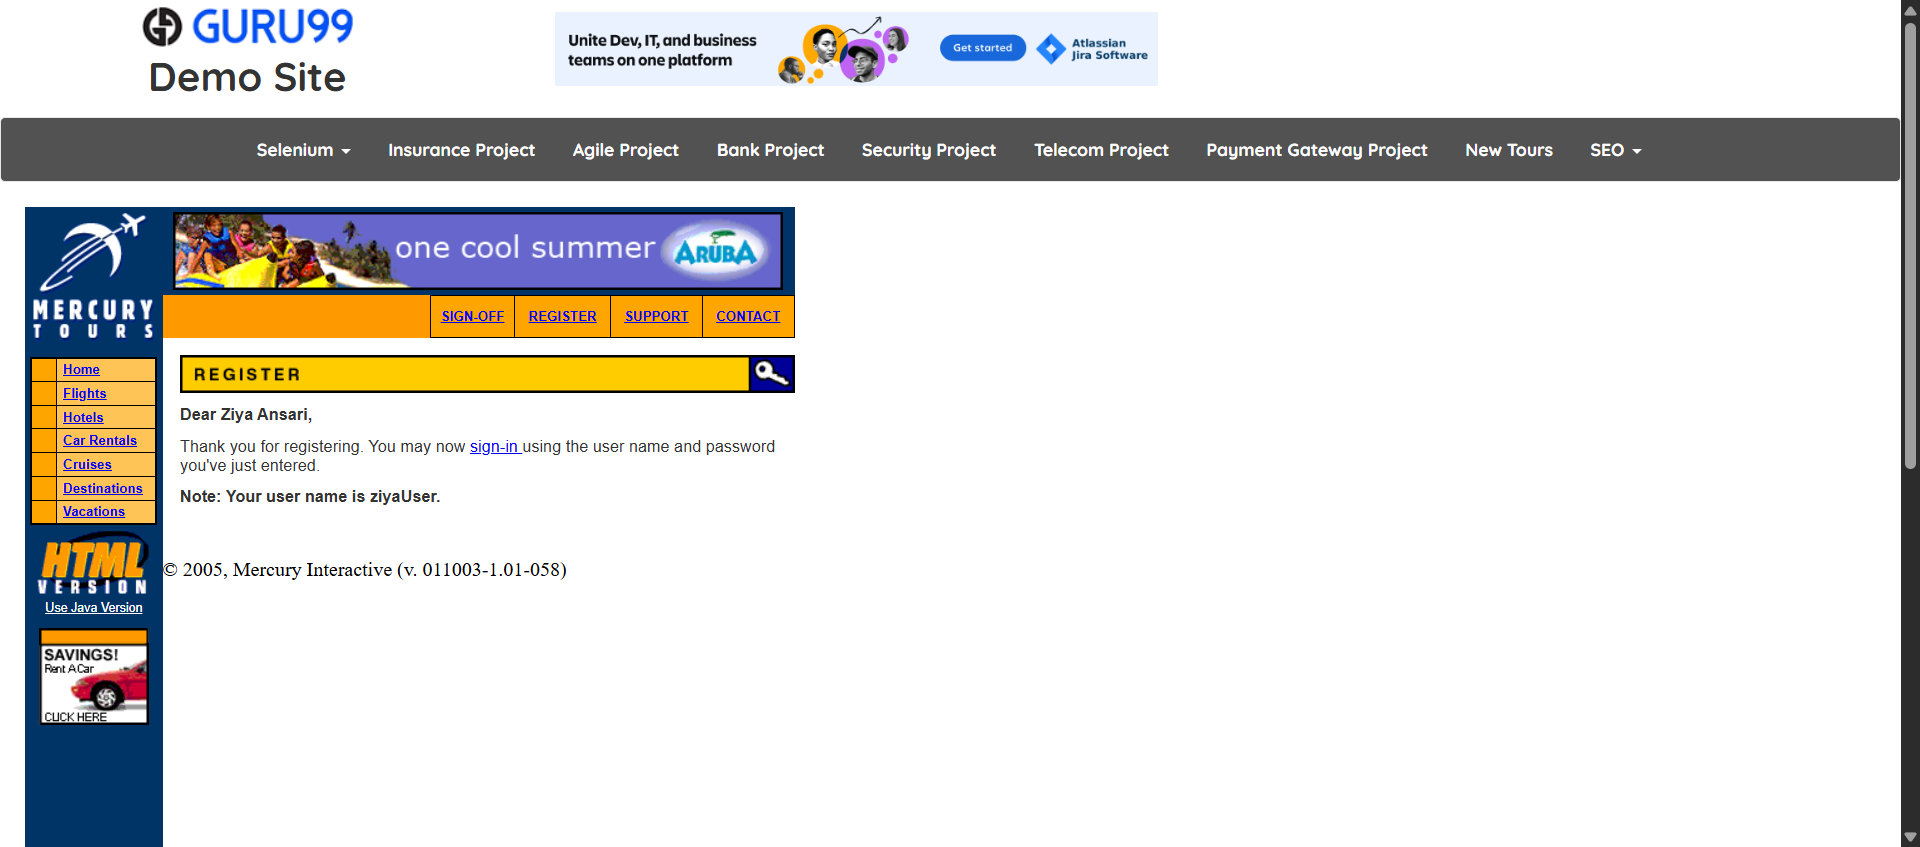 GURU99
Demo Site
Unite Dev, IT, and business
teams on one platform
Get started
Atlassian
Jira Software
Selenium
Insurance Project
Agile Project
Bank Project
Security Project
Telecom Project
Payment Gateway Project
New Tours
SEO
MERCURY
TOURS
one cool summer
ARUBA
SIGN-OFF
REGISTER
SUPPORT
CONTACT
Home
Flights
Hotels
Car Rentals
Cruises
Destinations
Vacations
HTML
VERSION
Use Java Version
SAVINGS!
Rent A Car
CLICK HERE
REGISTER
Dear Ziya Ansari,
Thank you for registering. You may now sign-in using the user name and password
you've just entered.
Note: Your user name is ziyaUser.
© 2005, Mercury Interactive (v. 011003-1.01-058)